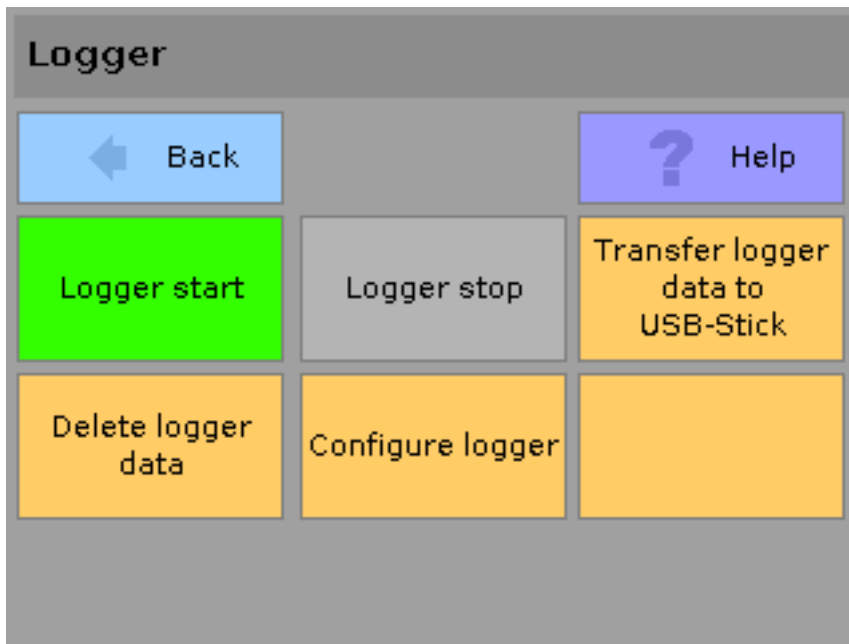 Logger
Back
Help
Logger start
Logger stop
Transfer logger
data to
USB-Stick
Delete logger
data
Configure logger